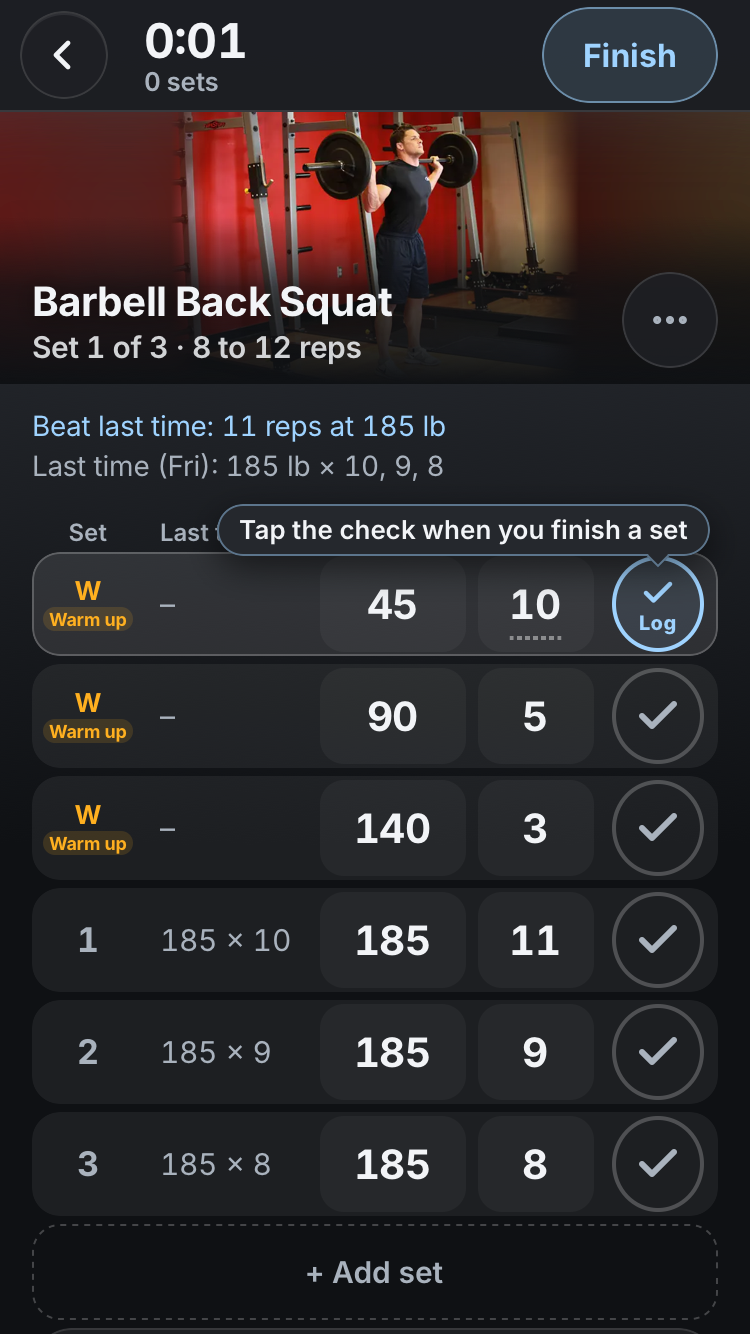 0:01
0 sets
Finish
Barbell Back Squat
Set 1 of 3 · 8 to 12 reps
Beat last time: 11 reps at 185 lb
Last time (Fri): 185 lb × 10, 9, 8
Set Last
Tap the check when you finish a set
W
Warm up
– 45 10 Log
W
Warm up
– 90 5
W
Warm up
– 140 3
1 185 × 10 185 11
2 185 × 9 185 9
3 185 × 8 185 8
+ Add set